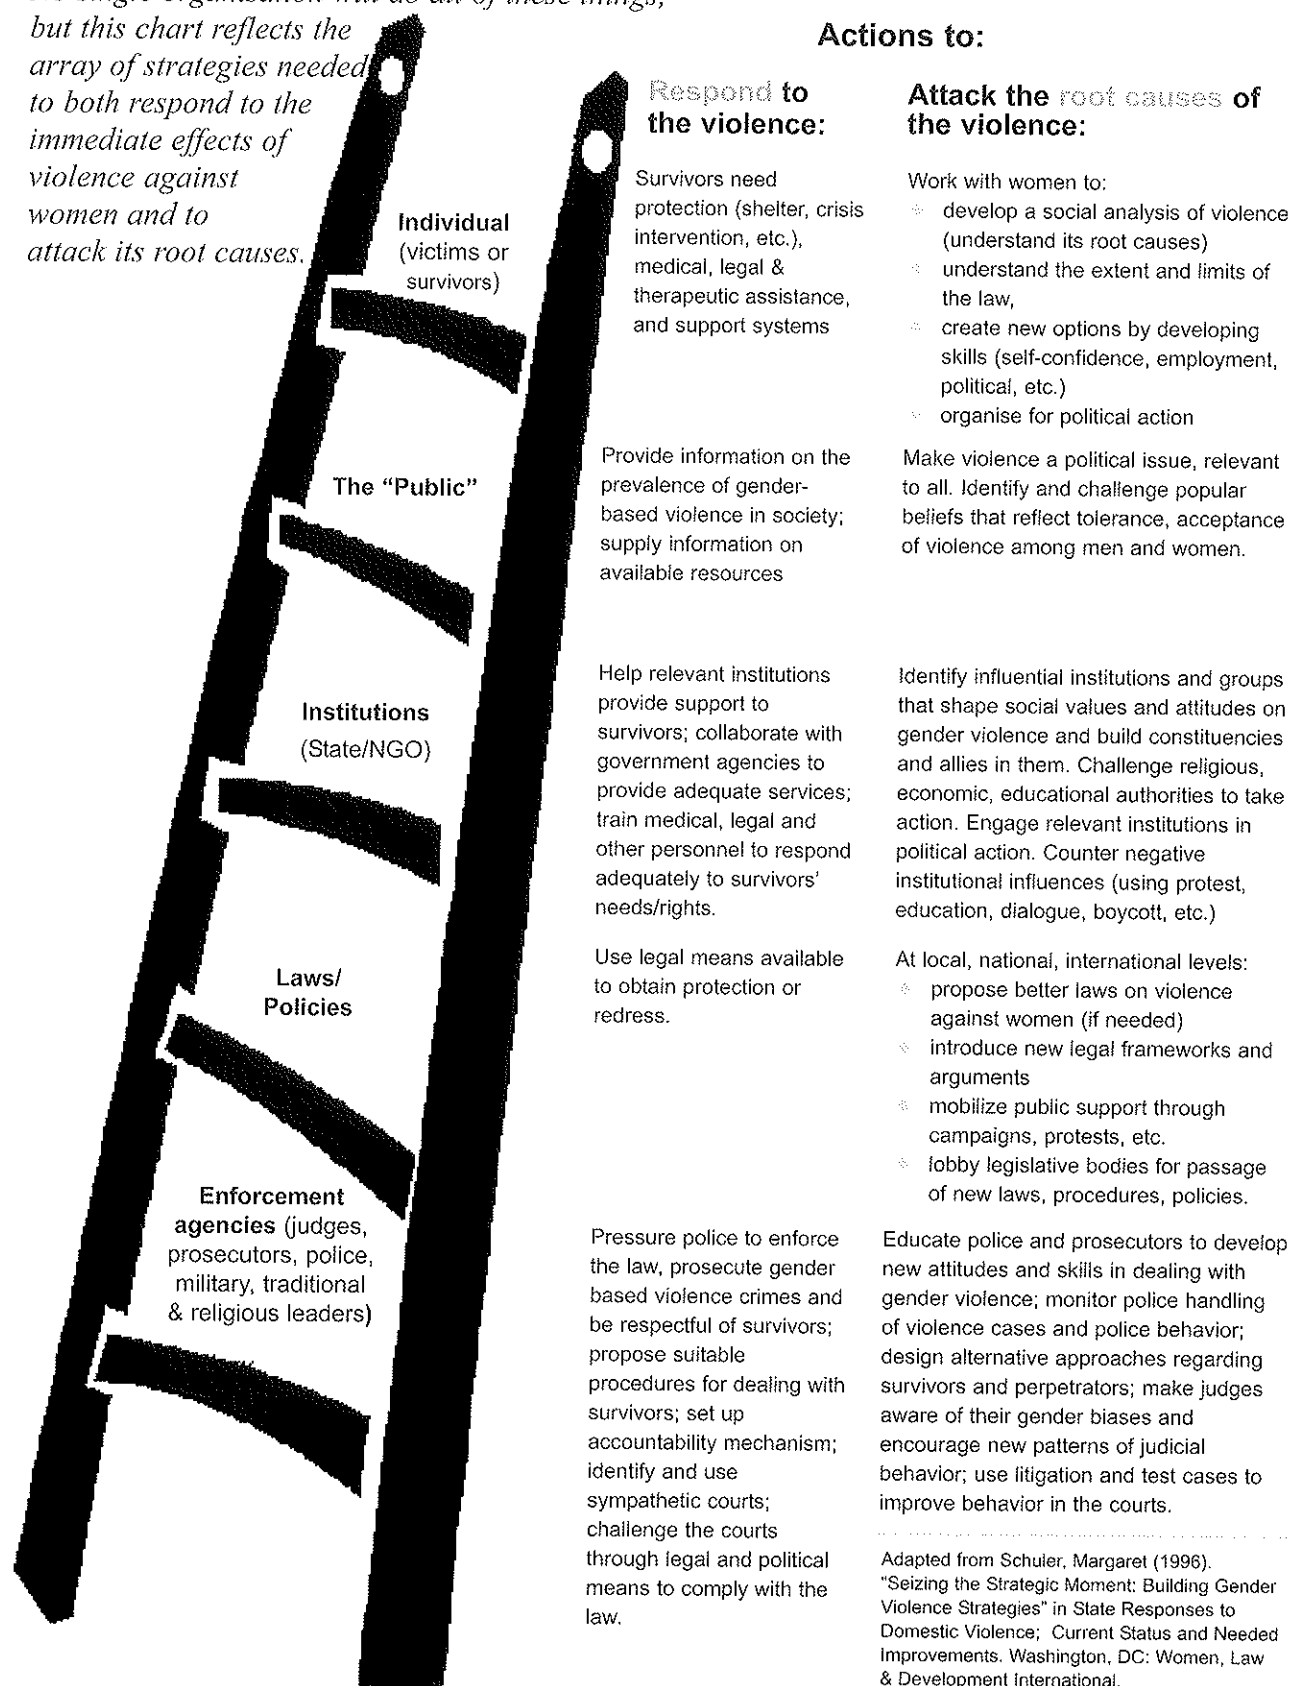 but this chart reflects the
array of strategies needed
to both respond to the
immediate effects of
violence against
women and to
attack its root causes.
Actions to:
Respond to
the violence:
Attack the root causes of
the violence:
Individual
(victims or
survivors)
Survivors need
protection (shelter, crisis
intervention, etc.),
medical, legal &
therapeutic assistance,
and support systems
Work with women to:
develop a social analysis of violence
(understand its root causes)
understand the extent and limits of
the law,
create new options by developing
skills (self-confidence, employment,
political, etc.)
organise for political action
The “Public”
Provide information on the
prevalence of gender-
based violence in society;
supply information on
available resources
Make violence a political issue, relevant
to all. Identify and challenge popular
beliefs that reflect tolerance, acceptance
of violence among men and women.
Institutions
(State/NGO)
Help relevant institutions
provide support to
survivors; collaborate with
government agencies to
provide adequate services;
train medical, legal and
other personnel to respond
adequately to survivors'
needs/rights.
Identify influential institutions and groups
that shape social values and attitudes on
gender violence and build constituencies
and allies in them. Challenge religious,
economic, educational authorities to take
action. Engage relevant institutions in
political action. Counter negative
institutional influences (using protest,
education, dialogue, boycott, etc.)
Laws/
Policies
Use legal means available
to obtain protection or
redress.
At local, national, international levels:
propose better laws on violence
against women (if needed)
introduce new legal frameworks and
arguments
mobilize public support through
campaigns, protests, etc.
lobby legislative bodies for passage
of new laws, procedures, policies.
Enforcement
agencies (judges,
prosecutors, police,
military, traditional
& religious leaders)
Pressure police to enforce
the law, prosecute gender
based violence crimes and
be respectful of survivors;
propose suitable
procedures for dealing with
survivors; set up
accountability mechanism;
identify and use
sympathetic courts;
challenge the courts
through legal and political
means to comply with the
law.
Educate police and prosecutors to develop
new attitudes and skills in dealing with
gender violence; monitor police handling
of violence cases and police behavior;
design alternative approaches regarding
survivors and perpetrators; make judges
aware of their gender biases and
encourage new patterns of judicial
behavior; use litigation and test cases to
improve behavior in the courts.
Adapted from Schuler, Margaret (1996).
"Seizing the Strategic Moment: Building Gender
Violence Strategies" in State Responses to
Domestic Violence; Current Status and Needed
Improvements. Washington, DC: Women, Law
& Development International.